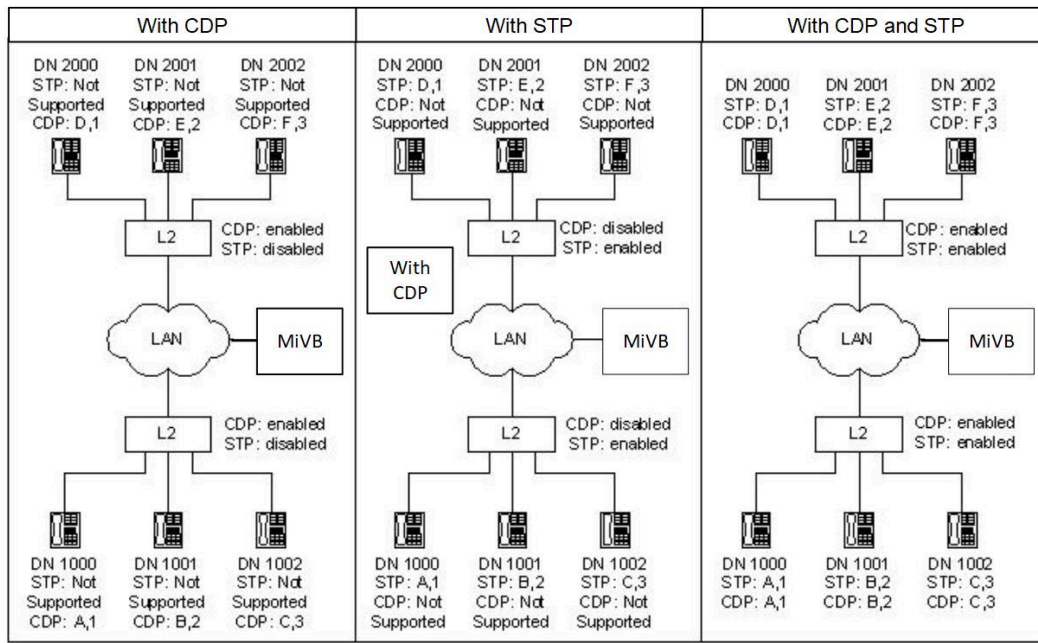 With CDP
With STP
With CDP and STP
DN 2000
STP: Not
Supported
CDP: D,1
DN 2001
STP: Not
Supported
CDP: E,2
DN 2002
STP: Not
Supported
CDP: F,3
L2
CDP: enabled
STP: disabled
LAN
MiVB
L2
CDP: enabled
STP: disabled
DN 1000
STP: Not
Supported
CDP: A,1
DN 1001
STP: Not
Supported
CDP: B,2
DN 1002
STP: Not
Supported
CDP: C,3
DN 2000
STP: D,1
CDP: Not
Supported
DN 2001
STP: E,2
CDP: Not
Supported
DN 2002
STP: F,3
CDP: Not
Supported
L2
CDP: disabled
STP: enabled
With
CDP
LAN
MiVB
L2
CDP: disabled
STP: enabled
DN 1000
STP: A,1
CDP: Not
Supported
DN 1001
STP: B,2
CDP: Not
Supported
DN 1002
STP: C,3
CDP: Not
Supported
DN 2000
STP: D,1
CDP: D,1
DN 2001
STP: E,2
CDP: E,2
DN 2002
STP: F,3
CDP: F,3
L2
CDP: enabled
STP: enabled
LAN
MiVB
L2
CDP: enabled
STP: enabled
DN 1000
STP: A,1
CDP: A,1
DN 1001
STP: B,2
CDP: B,2
DN 1002
STP: C,3
CDP: C,3